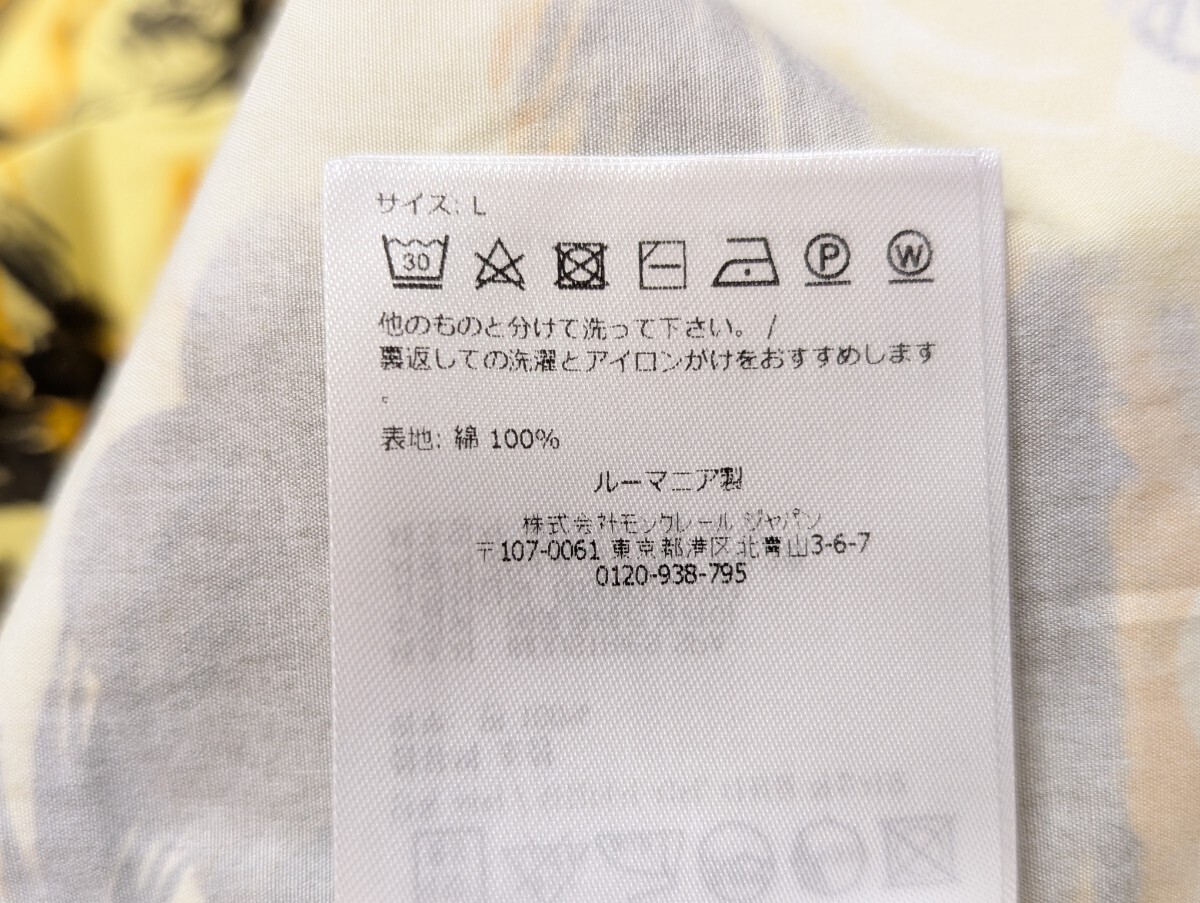 サイズ: L
30 P W
他のものと分けて洗って下さい。 /
裏返しての洗濯とアイロンがけをおすすめします
。
表地: 綿 100%
ルーマニア製
株式会社モンクレール ジャパン
〒107-0061 東京都港区北青山3-6-7
0120-938-795